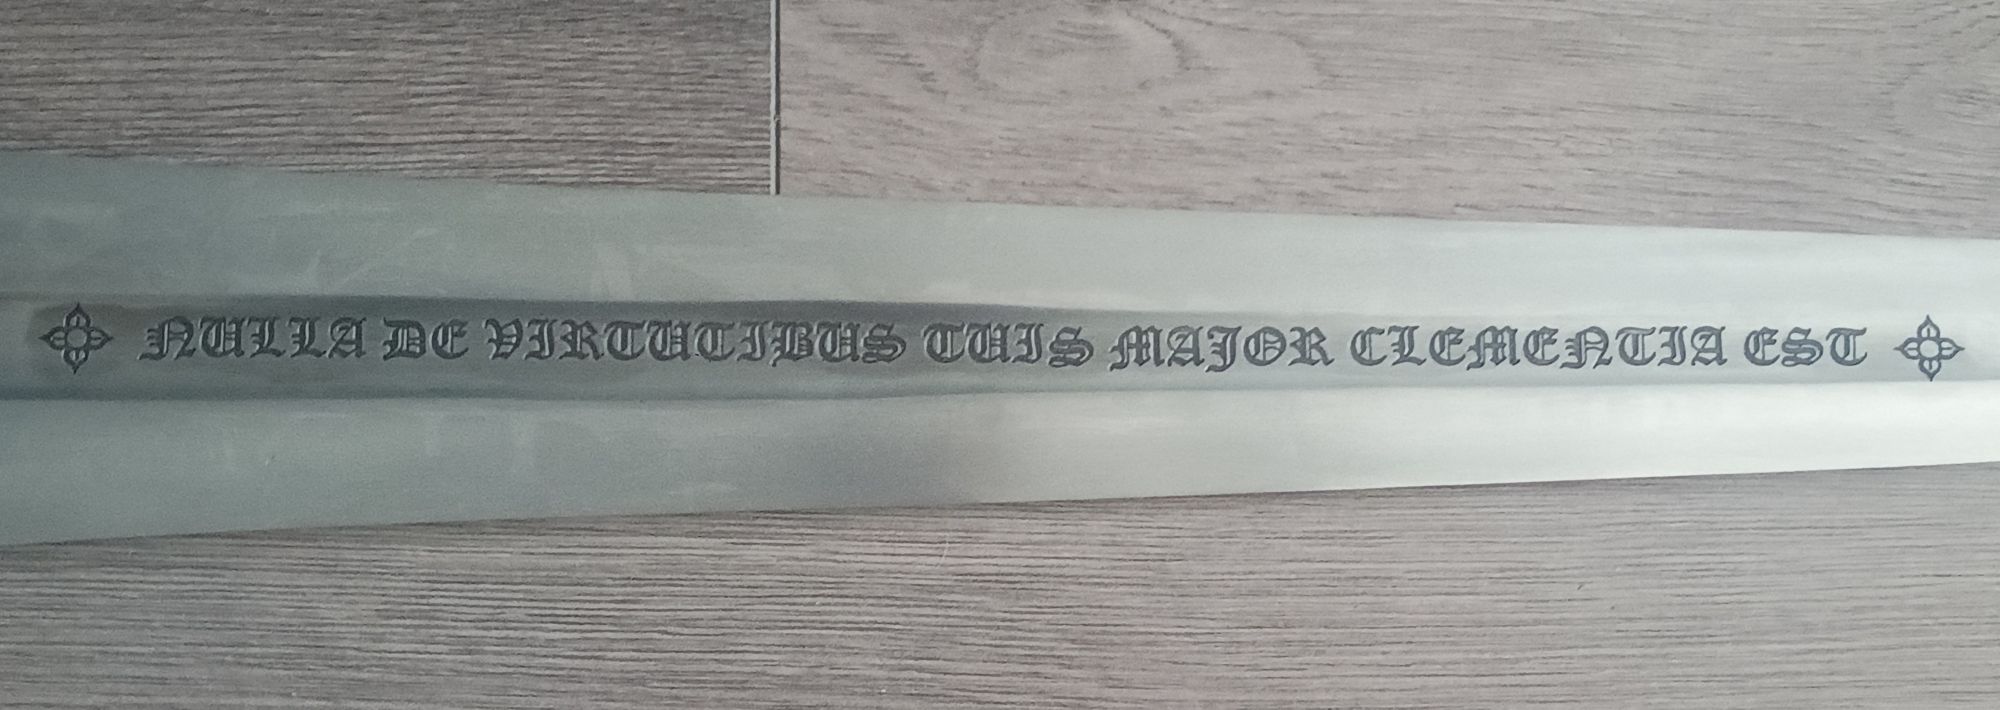 NULLA DE VIRTUTIBUS TUIS MAJOR CLEMENTIA EST